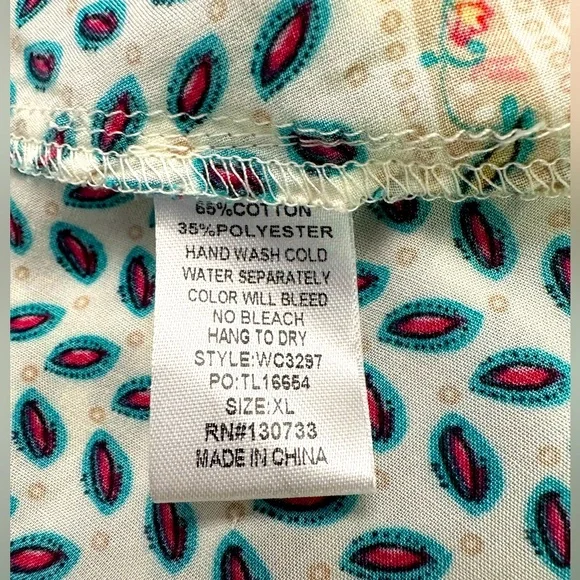 65%COTTON
35%POLYESTER
HAND WASH COLD
WATER SEPARATELY
COLOR WILL BLEED
NO BLEACH
HANG TO DRY
STYLE:WC3297
PO:TL16654
SIZE:XL
RN#130733
MADE IN CHINA